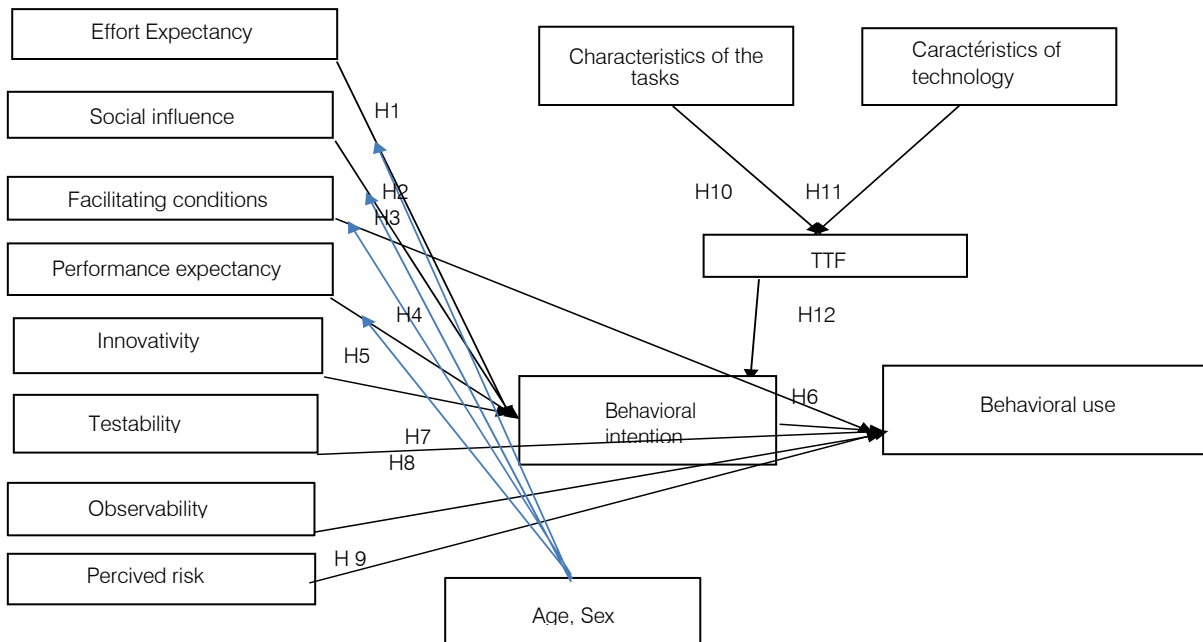 Effort Expectancy
Social influence
Facilitating conditions
Performance expectancy
Innovativity
Testability
Observability
Percived risk
H1
H2
H3
H4
H5
H7
H8
H 9
Characteristics of the
tasks
Caractéristics of
technology
H10
H11
TTF
H12
Behavioral
intention
H6
Behavioral use
Age, Sex